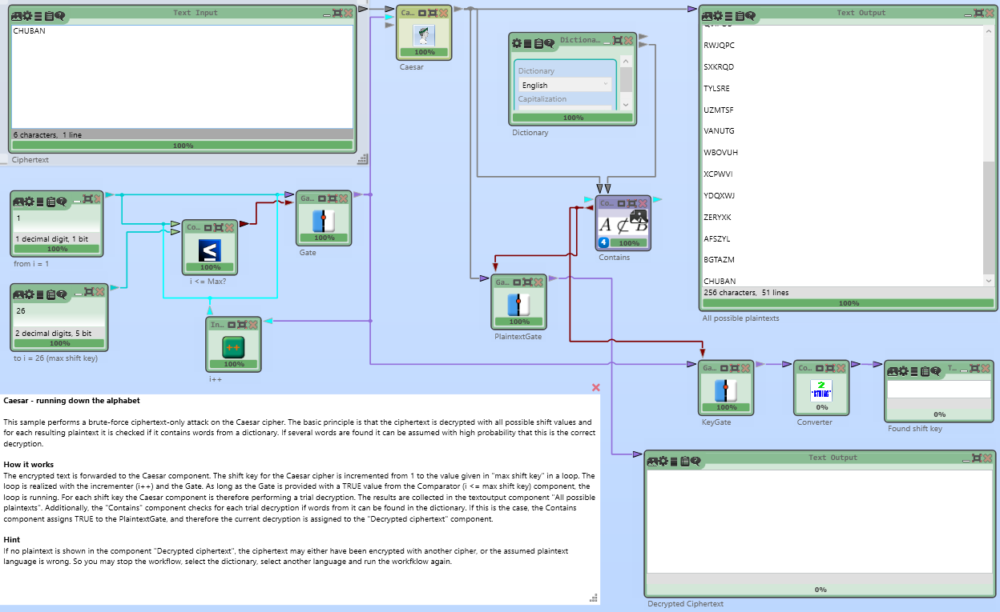 Text Input
CHUBAN
6 characters, 1 line
100%
Ciphertext
Ca...
100%
Caesar
Dictiona...
Dictionary
English
Capitalization
100%
Dictionary
Text Output
RWJQPC
SXKRQD
TYLSRE
UZMTSF
VANUTG
WBOVUH
XCPWVI
YDQXWJ
ZERYXK
AFSZYL
BGTAZM
CHUBAN
256 characters, 51 lines
100%
All possible plaintexts
1
1 decimal digit, 1 bit
100%
from i = 1
Co...
100%
i <= Max?
Ga...
100%
Gate
Co...
A ⊄ B
4
100%
Contains
26
2 decimal digits, 5 bit
100%
to i = 26 (max shift key)
In...
++
100%
i++
Ga...
100%
PlaintextGate
Ga...
100%
KeyGate
Co...
2
"STRING"
0%
Converter
T...
0%
Found shift key
Caesar - running down the alphabet
This sample performs a brute-force ciphertext-only attack on the Caesar cipher. The basic principle is that the ciphertext is decrypted with all possible shift values and
for each resulting plaintext it is checked if it contains words from a dictionary. If several words are found it can be assumed with high probability that this is the correct
decryption.
How it works
The encrypted text is forwarded to the Caesar component. The shift key for the Caesar cipher is incremented from 1 to the value given in "max shift key" in a loop. The
loop is realized with the incrementer (i++) and the Gate. As long as the Gate is provided with a TRUE value from the Comparator (i <= max shift key) component, the
loop is running. For each shift key the Caesar component is therefore performing a trial decryption. The results are collected in the textoutput component "All possible
plaintexts". Additionally, the "Contains" component checks for each trial decryption if words from it can be found in the dictionary. If this is the case, the Contains
component assigns TRUE to the PlaintextGate, and therefore the current decryption is assigned to the "Decrypted ciphertext" component.
Hint
If no plaintext is shown in the component "Decrypted ciphertext", the ciphertext may either have been encrypted with another cipher, or the assumed plaintext
language is wrong. So you may stop the workflow, select the dictionary, select another language and run the workfklow again.
Text Output
0%
Decrypted Ciphertext